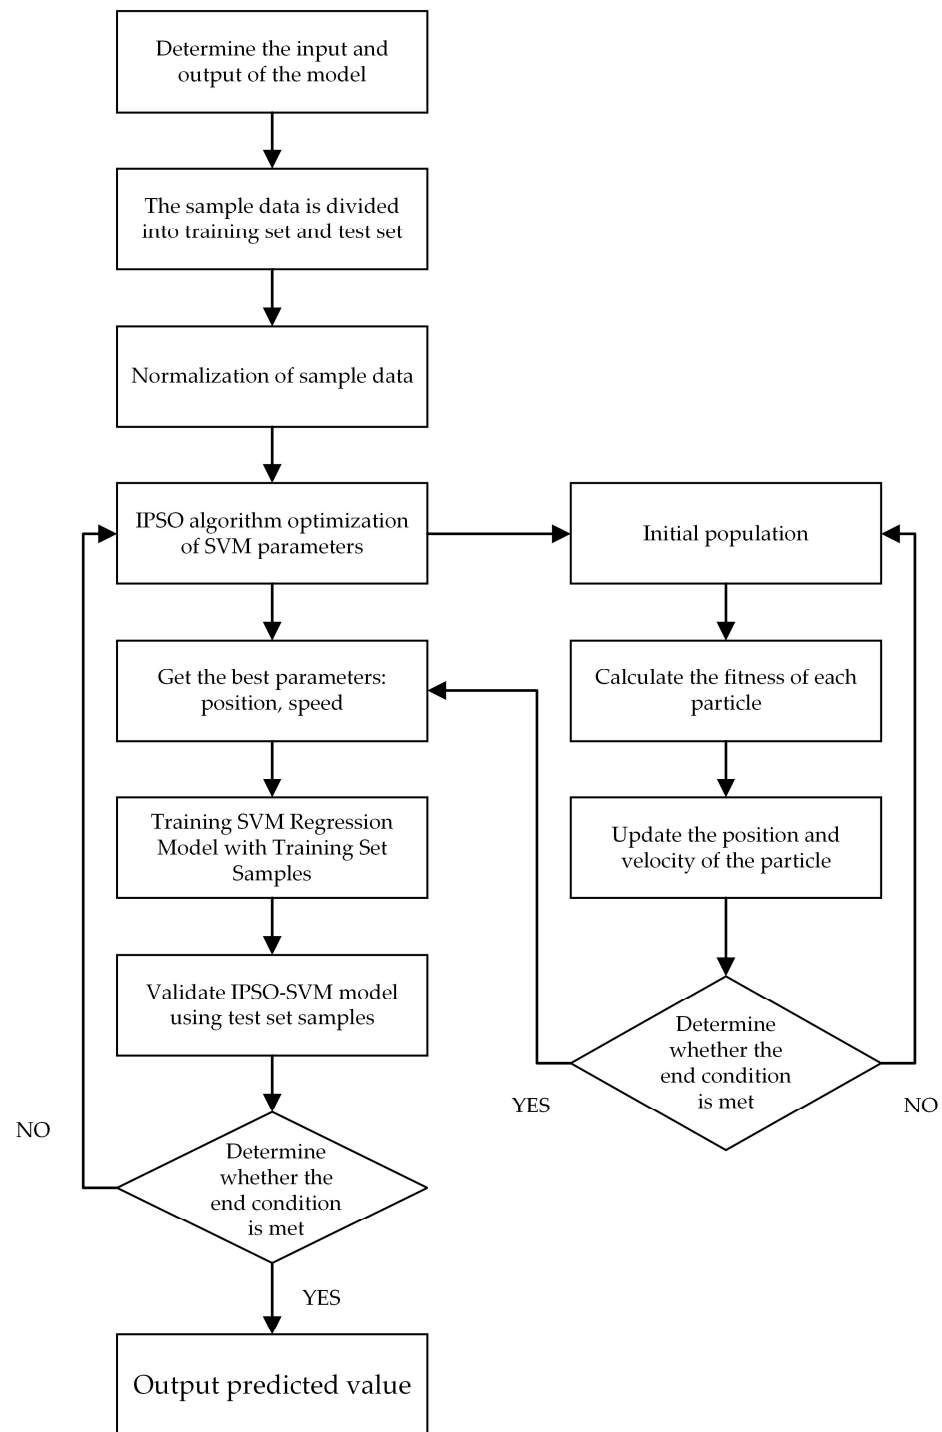 Determine the input and
output of the model
The sample data is divided
into training set and test set
Normalization of sample data
IPSO algorithm optimization
of SVM parameters
Initial population
Get the best parameters:
position, speed
Calculate the fitness of each
particle
Training SVM Regression
Model with Training Set
Samples
Update the position and
velocity of the particle
Validate IPSO-SVM model
using test set samples
Determine
whether the
end condition
is met
YES
NO
NO
Determine
whether the
end condition
is met
YES
Output predicted value